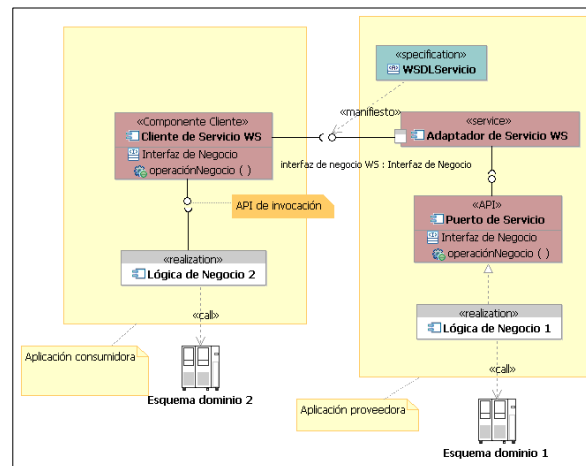 «specification»
WSDLServicio
«Componente Cliente»
Cliente de Servicio WS
Interfaz de Negocio
operaciónNegocio ( )
«manifiesto»
«service»
Adaptador de Servicio WS
interfaz de negocio WS : Interfaz de Negocio
API de invocación
«API»
Puerto de Servicio
Interfaz de Negocio
operaciónNegocio ( )
«realization»
Lógica de Negocio 2
«call»
«realization»
Lógica de Negocio 1
«call»
Aplicación consumidora
Esquema dominio 2
Aplicación proveedora
Esquema dominio 1